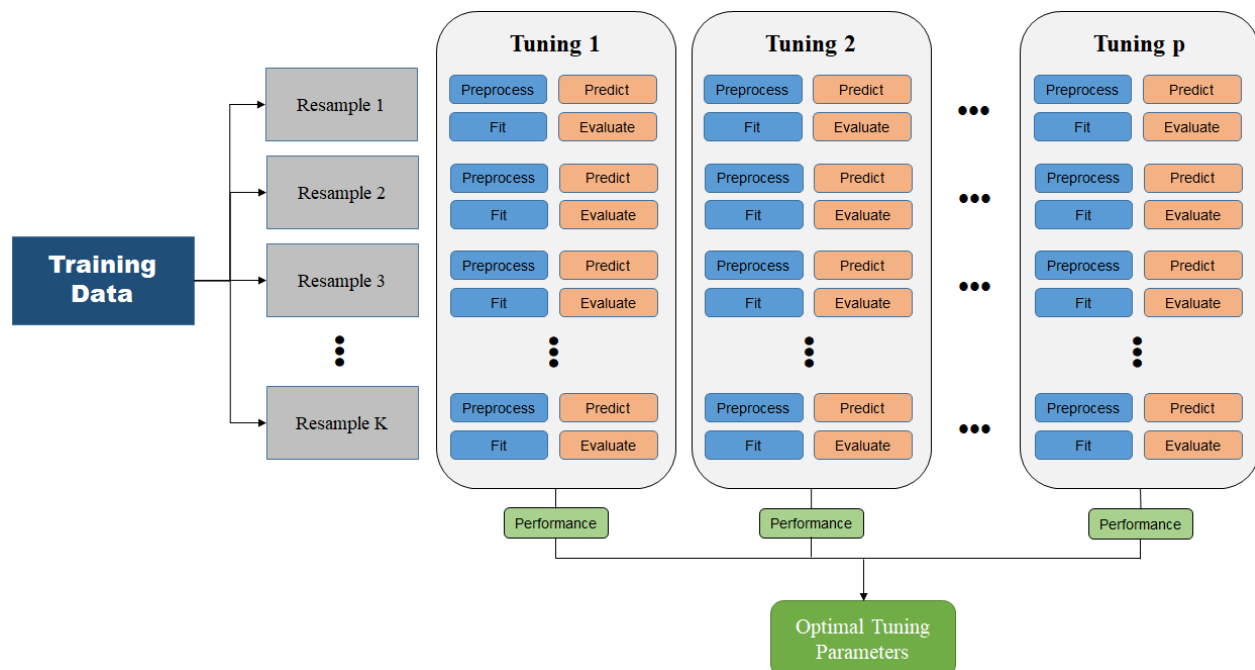 Tuning 1
Tuning 2
Tuning p
Resample 1
Preprocess Predict
Preprocess Predict
Preprocess Predict
Fit Evaluate
Fit Evaluate
Fit Evaluate
Resample 2
Preprocess Predict
Preprocess Predict
Preprocess Predict
Fit Evaluate
Fit Evaluate
Fit Evaluate
Training
Data
Resample 3
Preprocess Predict
Preprocess Predict
Preprocess Predict
Fit Evaluate
Fit Evaluate
Fit Evaluate
Resample K
Preprocess Predict
Preprocess Predict
Preprocess Predict
Fit Evaluate
Fit Evaluate
Fit Evaluate
Performance
Performance
Performance
Optimal Tuning
Parameters